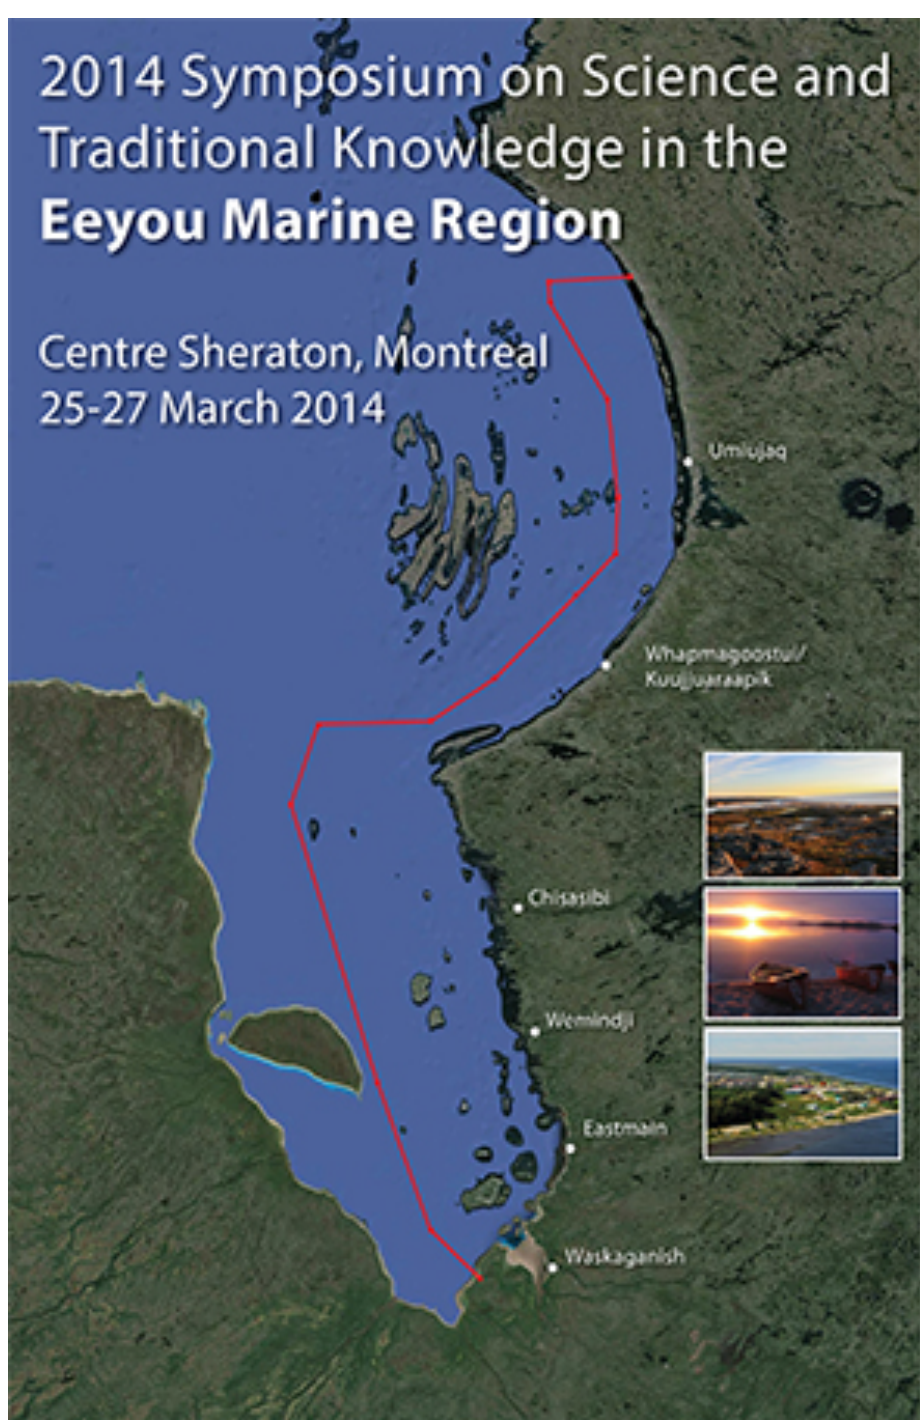 2014 Symposium on Science and
Traditional Knowledge in the
Eeyou Marine Region
Centre Sheraton, Montreal
25-27 March 2014
Umiujaq
Whapmagoostui/
Kuujjuaraapik
Chisasibi
Wemindji
Eastmain
Waskaganish